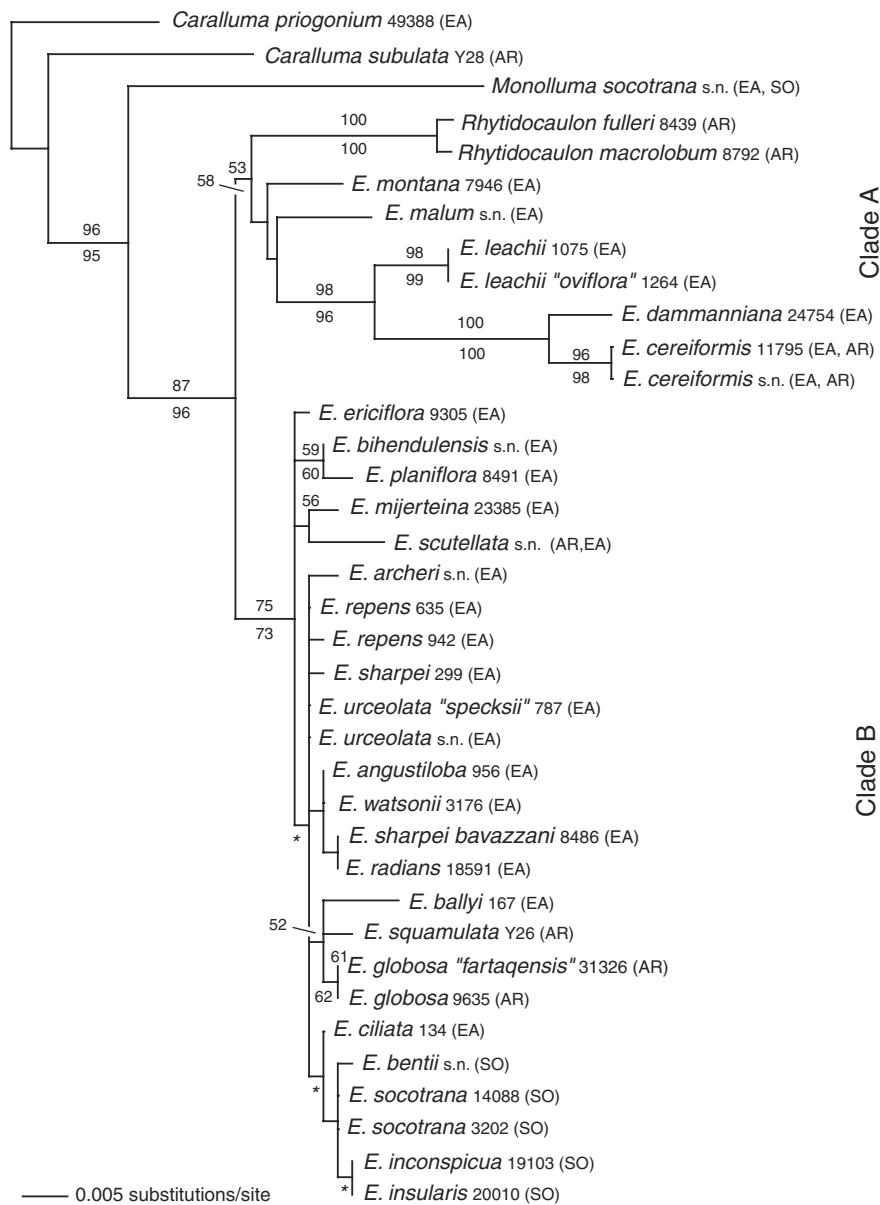 Caralluma priogonium 49388 (EA)
Caralluma subulata Y28 (AR)
Monolluma socotrana s.n. (EA, SO)
100
Rhytidocaulon fulleri 8439 (AR)
100
Rhytidocaulon macrolobum 8792 (AR)
53
58
E. montana 7946 (EA)
E. malum s.n. (EA)
Clade A
96
95
98
E. leachii 1075 (EA)
99
E. leachii "oviflora" 1264 (EA)
98
96
100
E. dammanniana 24754 (EA)
100
96
E. cereiformis 11795 (EA, AR)
98
E. cereiformis s.n. (EA, AR)
87
96
E. ericiflora 9305 (EA)
59
E. bihendulensis s.n. (EA)
60
E. planiflora 8491 (EA)
56
E. mijerteina 23385 (EA)
E. scutellata s.n. (AR,EA)
E. archeri s.n. (EA)
75
E. repens 635 (EA)
73
E. repens 942 (EA)
E. sharpei 299 (EA)
E. urceolata "specksii" 787 (EA)
E. urceolata s.n. (EA)
Clade B
E. angustiloba 956 (EA)
E. watsonii 3176 (EA)
*
E. sharpei bavazzani 8486 (EA)
E. radians 18591 (EA)
E. ballyi 167 (EA)
52
E. squamulata Y26 (AR)
61
E. globosa "fartaqensis" 31326 (AR)
62
E. globosa 9635 (AR)
E. ciliata 134 (EA)
E. bentii s.n. (SO)
*
E. socotrana 14088 (SO)
E. socotrana 3202 (SO)
E. inconspicua 19103 (SO)
*
E. insularis 20010 (SO)
0.005 substitutions/site